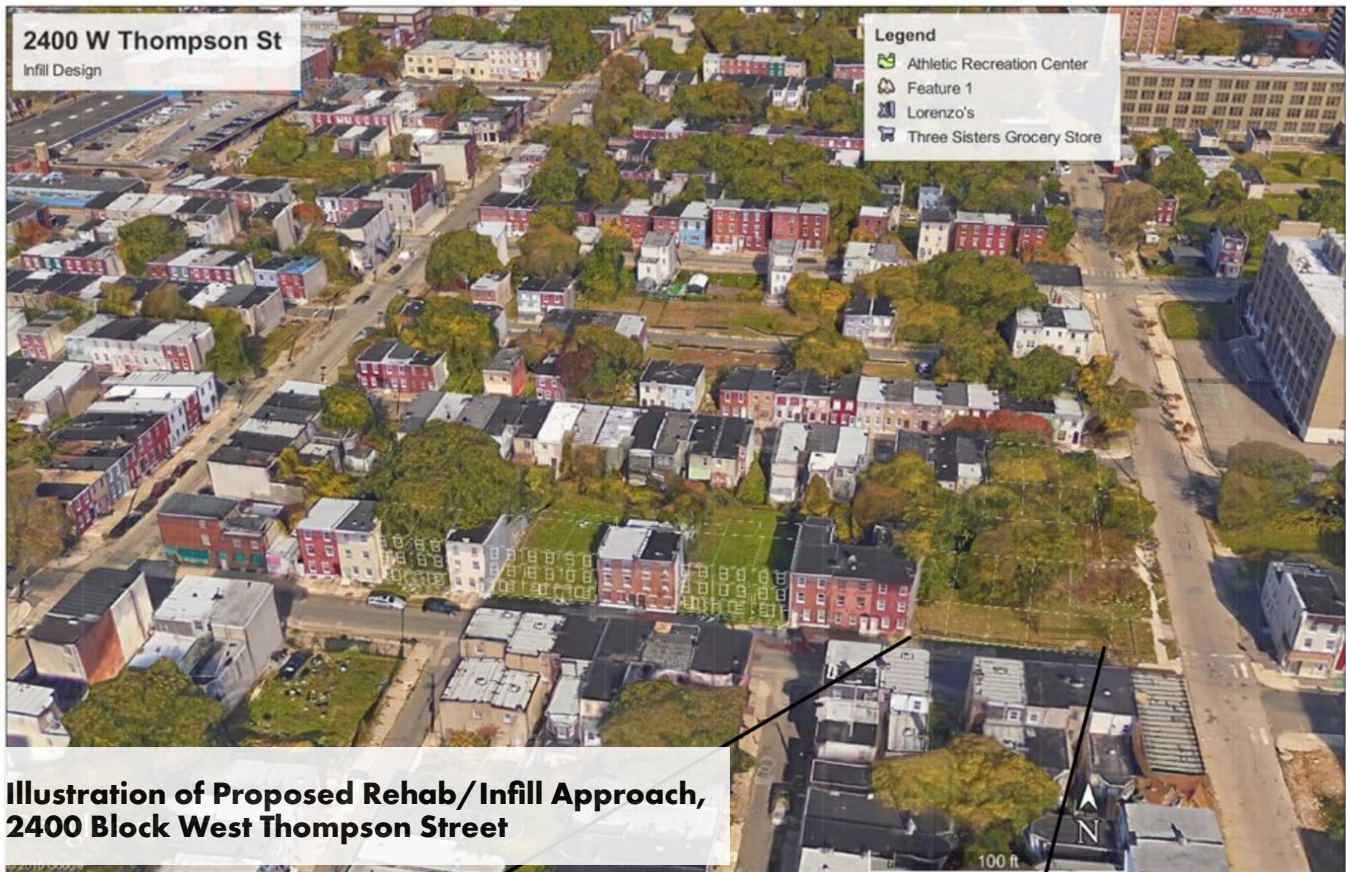 2400 W Thompson St
Infill Design
Legend
Athletic Recreation Center
Feature 1
Lorenzo's
Three Sisters Grocery Store
Illustration of Proposed Rehab/Infill Approach,
2400 Block West Thompson Street
N
100 ft